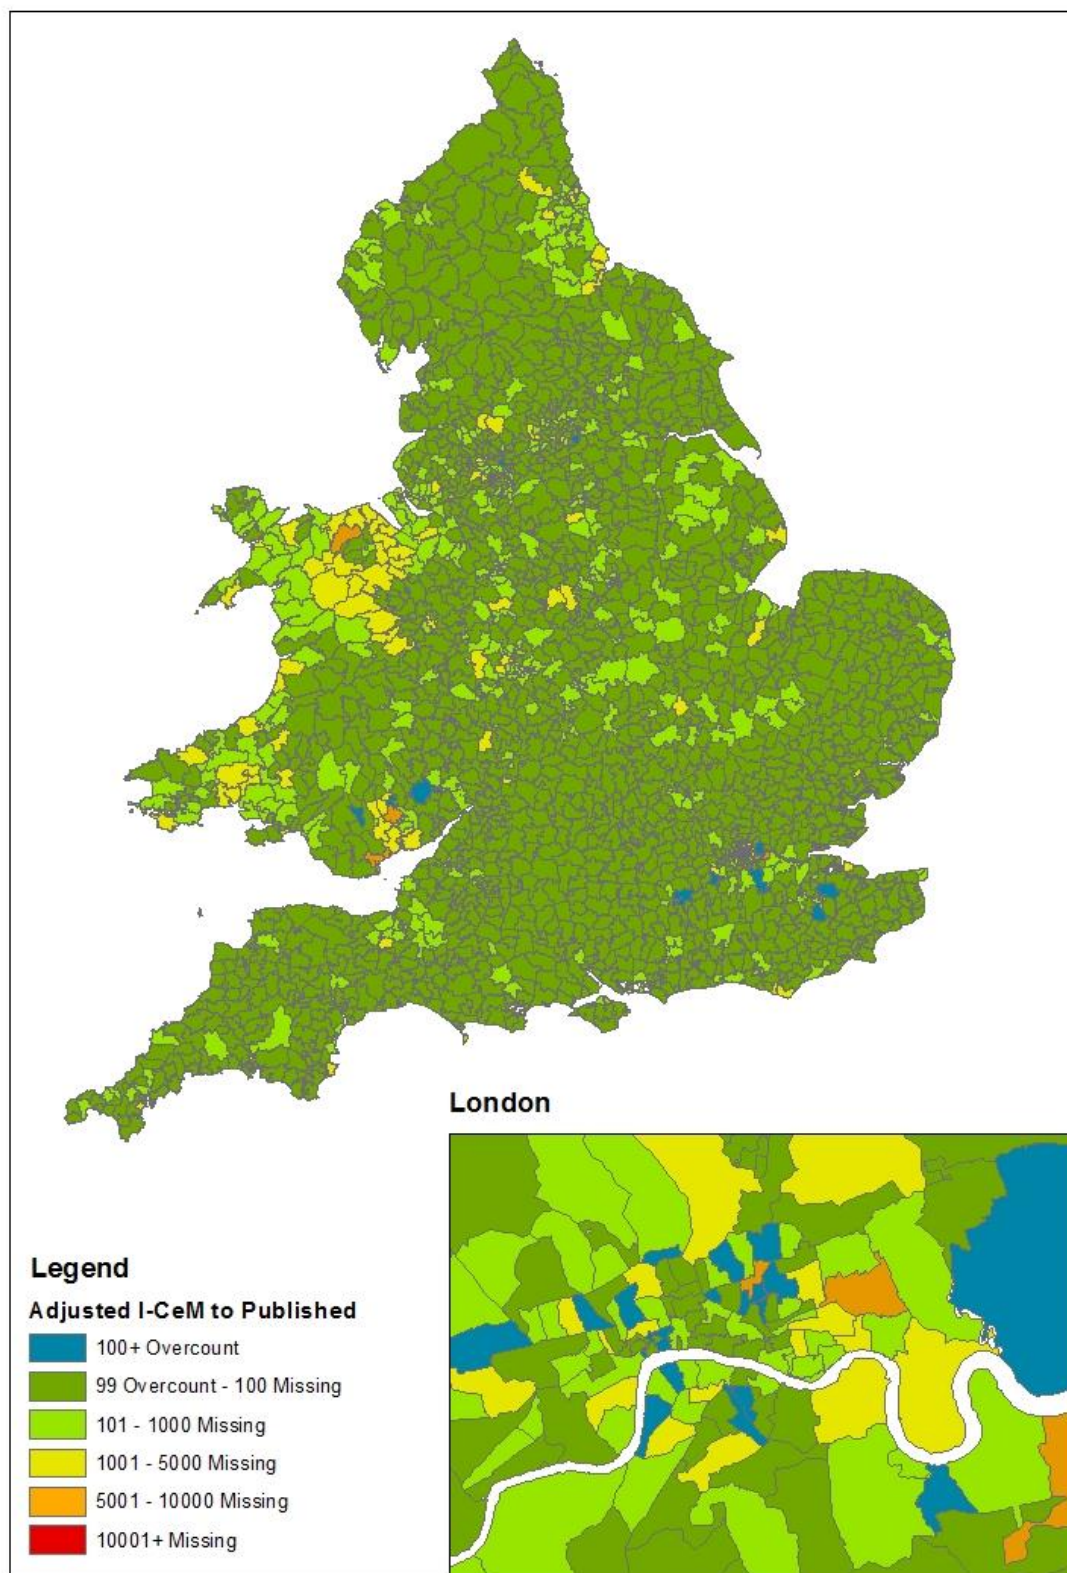 London
Legend
Adjusted I-CeM to Published
100+ Overcount
99 Overcount - 100 Missing
101 - 1000 Missing
1001 - 5000 Missing
5001 - 10000 Missing
10001+ Missing